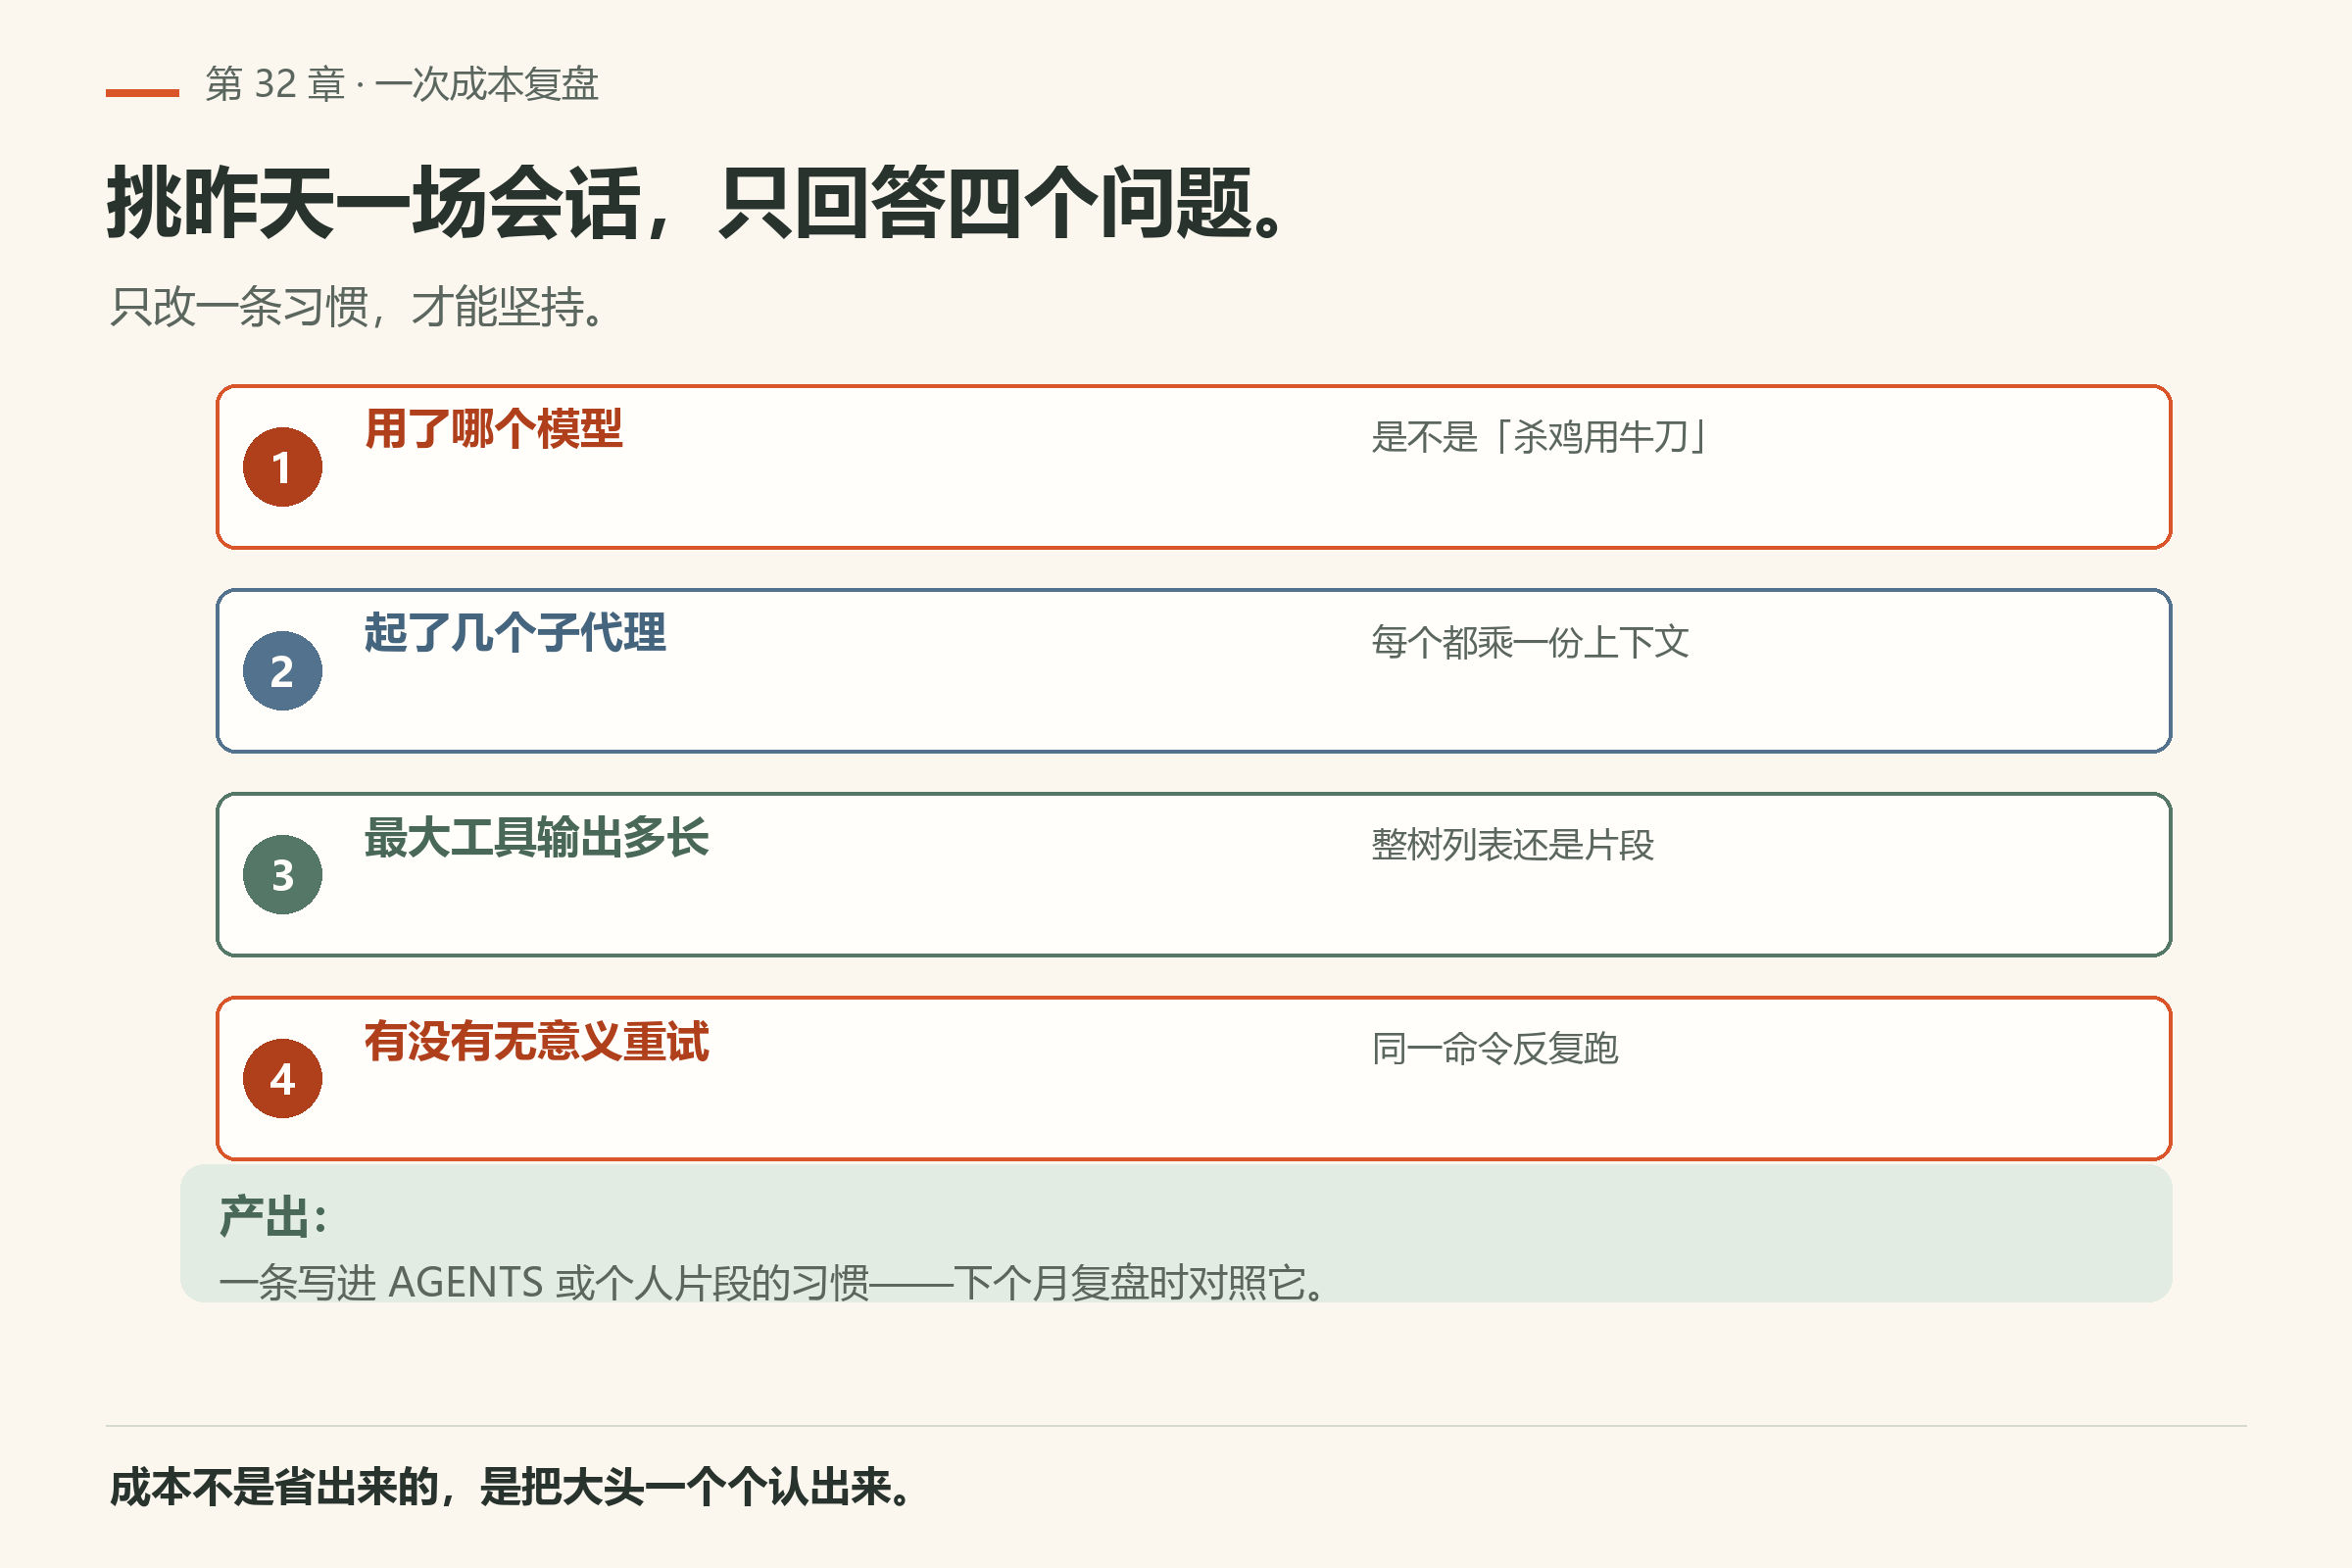 第 32 章 · 一次成本复盘
挑昨天一场会话，只回答四个问题。
只改一条习惯，才能坚持。
1
用了哪个模型
是不是「杀鸡用牛刀」
2
起了几个子代理
每个都乘一份上下文
3
最大工具输出多长
整树列表还是片段
4
有没有无意义重试
同一命令反复跑
产出：
一条写进 AGENTS 或个人片段的习惯——下个月复盘时对照它。
成本不是省出来的，是把大头一个个认出来。